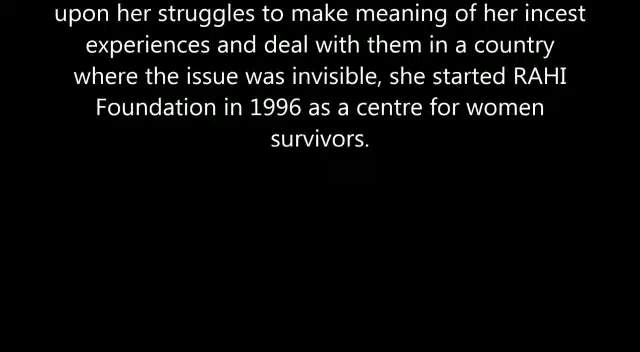 upon her struggles to make meaning of her incest
experiences and deal with them in a country
where the issue was invisible, she started RAHI
Foundation in 1996 as a centre for women
survivors.